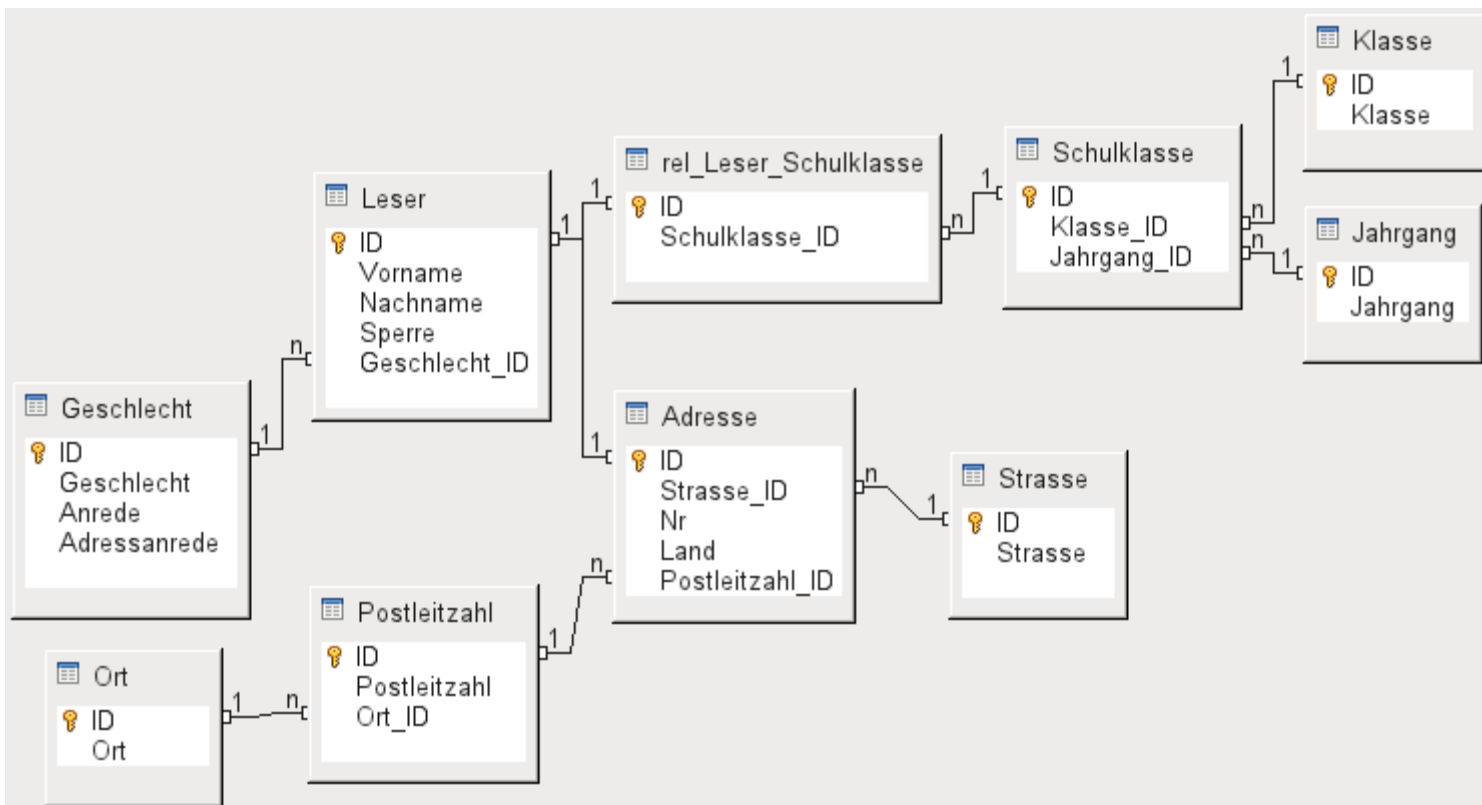 Klasse
ID
Klasse
1
Jahrgang
ID
Jahrgang
1
Schulklasse
ID
Klasse_ID
Jahrgang_ID
1
n
n
rel_Leser_Schulklasse
ID
Schulklasse_ID
1
n
Leser
ID
Vorname
Nachname
Sperre
Geschlecht_ID
1
n
Geschlecht
ID
Geschlecht
Anrede
Adressanrede
1
Adresse
ID
Strasse_ID
Nr
Land
Postleitzahl_ID
1
n
n
Strasse
ID
Strasse
1
Postleitzahl
ID
Postleitzahl
Ort_ID
1
n
Ort
ID
Ort
1